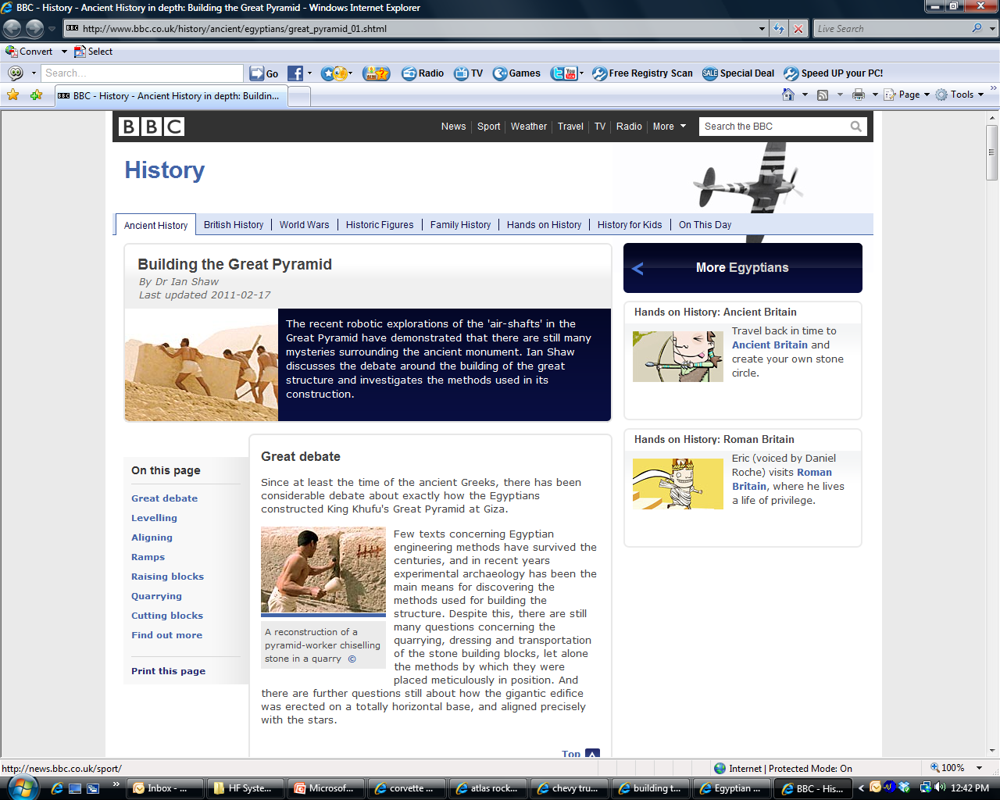 BBC - History - Ancient History in depth: Building the Great Pyramid - Windows Internet Explorer
BBC http://www.bbc.co.uk/history/ancient/egyptians/great_pyramid_01.shtml
Live Search
Convert Select
Search... Go Radio TV Games Free Registry Scan SALE Special Deal Speed UP your PC!
BBC BBC - History - Ancient History in depth: Buildin... Page Tools
BBC News Sport Weather Travel TV Radio More Search the BBC
History
Ancient History British History World Wars Historic Figures Family History Hands on History History for Kids On This Day
Building the Great Pyramid
By Dr Ian Shaw
Last updated 2011-02-17
The recent robotic explorations of the 'air-shafts' in the
Great Pyramid have demonstrated that there are still many
mysteries surrounding the ancient monument. Ian Shaw
discusses the debate around the building of the great
structure and investigates the methods used in its
construction.
On this page
Great debate
Levelling
Aligning
Ramps
Raising blocks
Quarrying
Cutting blocks
Find out more
Print this page
Great debate
Since at least the time of the ancient Greeks, there has been
considerable debate about exactly how the Egyptians
constructed King Khufu's Great Pyramid at Giza.
A reconstruction of a
pyramid-worker chiselling
stone in a quarry ©
Few texts concerning Egyptian
engineering methods have survived the
centuries, and in recent years
experimental archaeology has been the
main means for discovering the
methods used for building the
structure. Despite this, there are still
many questions concerning the
quarrying, dressing and transportation
of the stone building blocks, let alone
the methods by which they were
placed meticulously in position. And
there are further questions still about how the gigantic edifice
was erected on a totally horizontal base, and aligned precisely
with the stars.
Top
More Egyptians
Hands on History: Ancient Britain
Travel back in time to
Ancient Britain and
create your own stone
circle.
Hands on History: Roman Britain
Eric (voiced by Daniel
Roche) visits Roman
Britain, where he lives
a life of privilege.
http://news.bbc.co.uk/sport/ Internet | Protected Mode: On 100%
Inbox - ... HF Syste... Microsof... corvette ... atlas rock... chevy tru... building t... Egyptian ... BBC - His... 12:42 PM